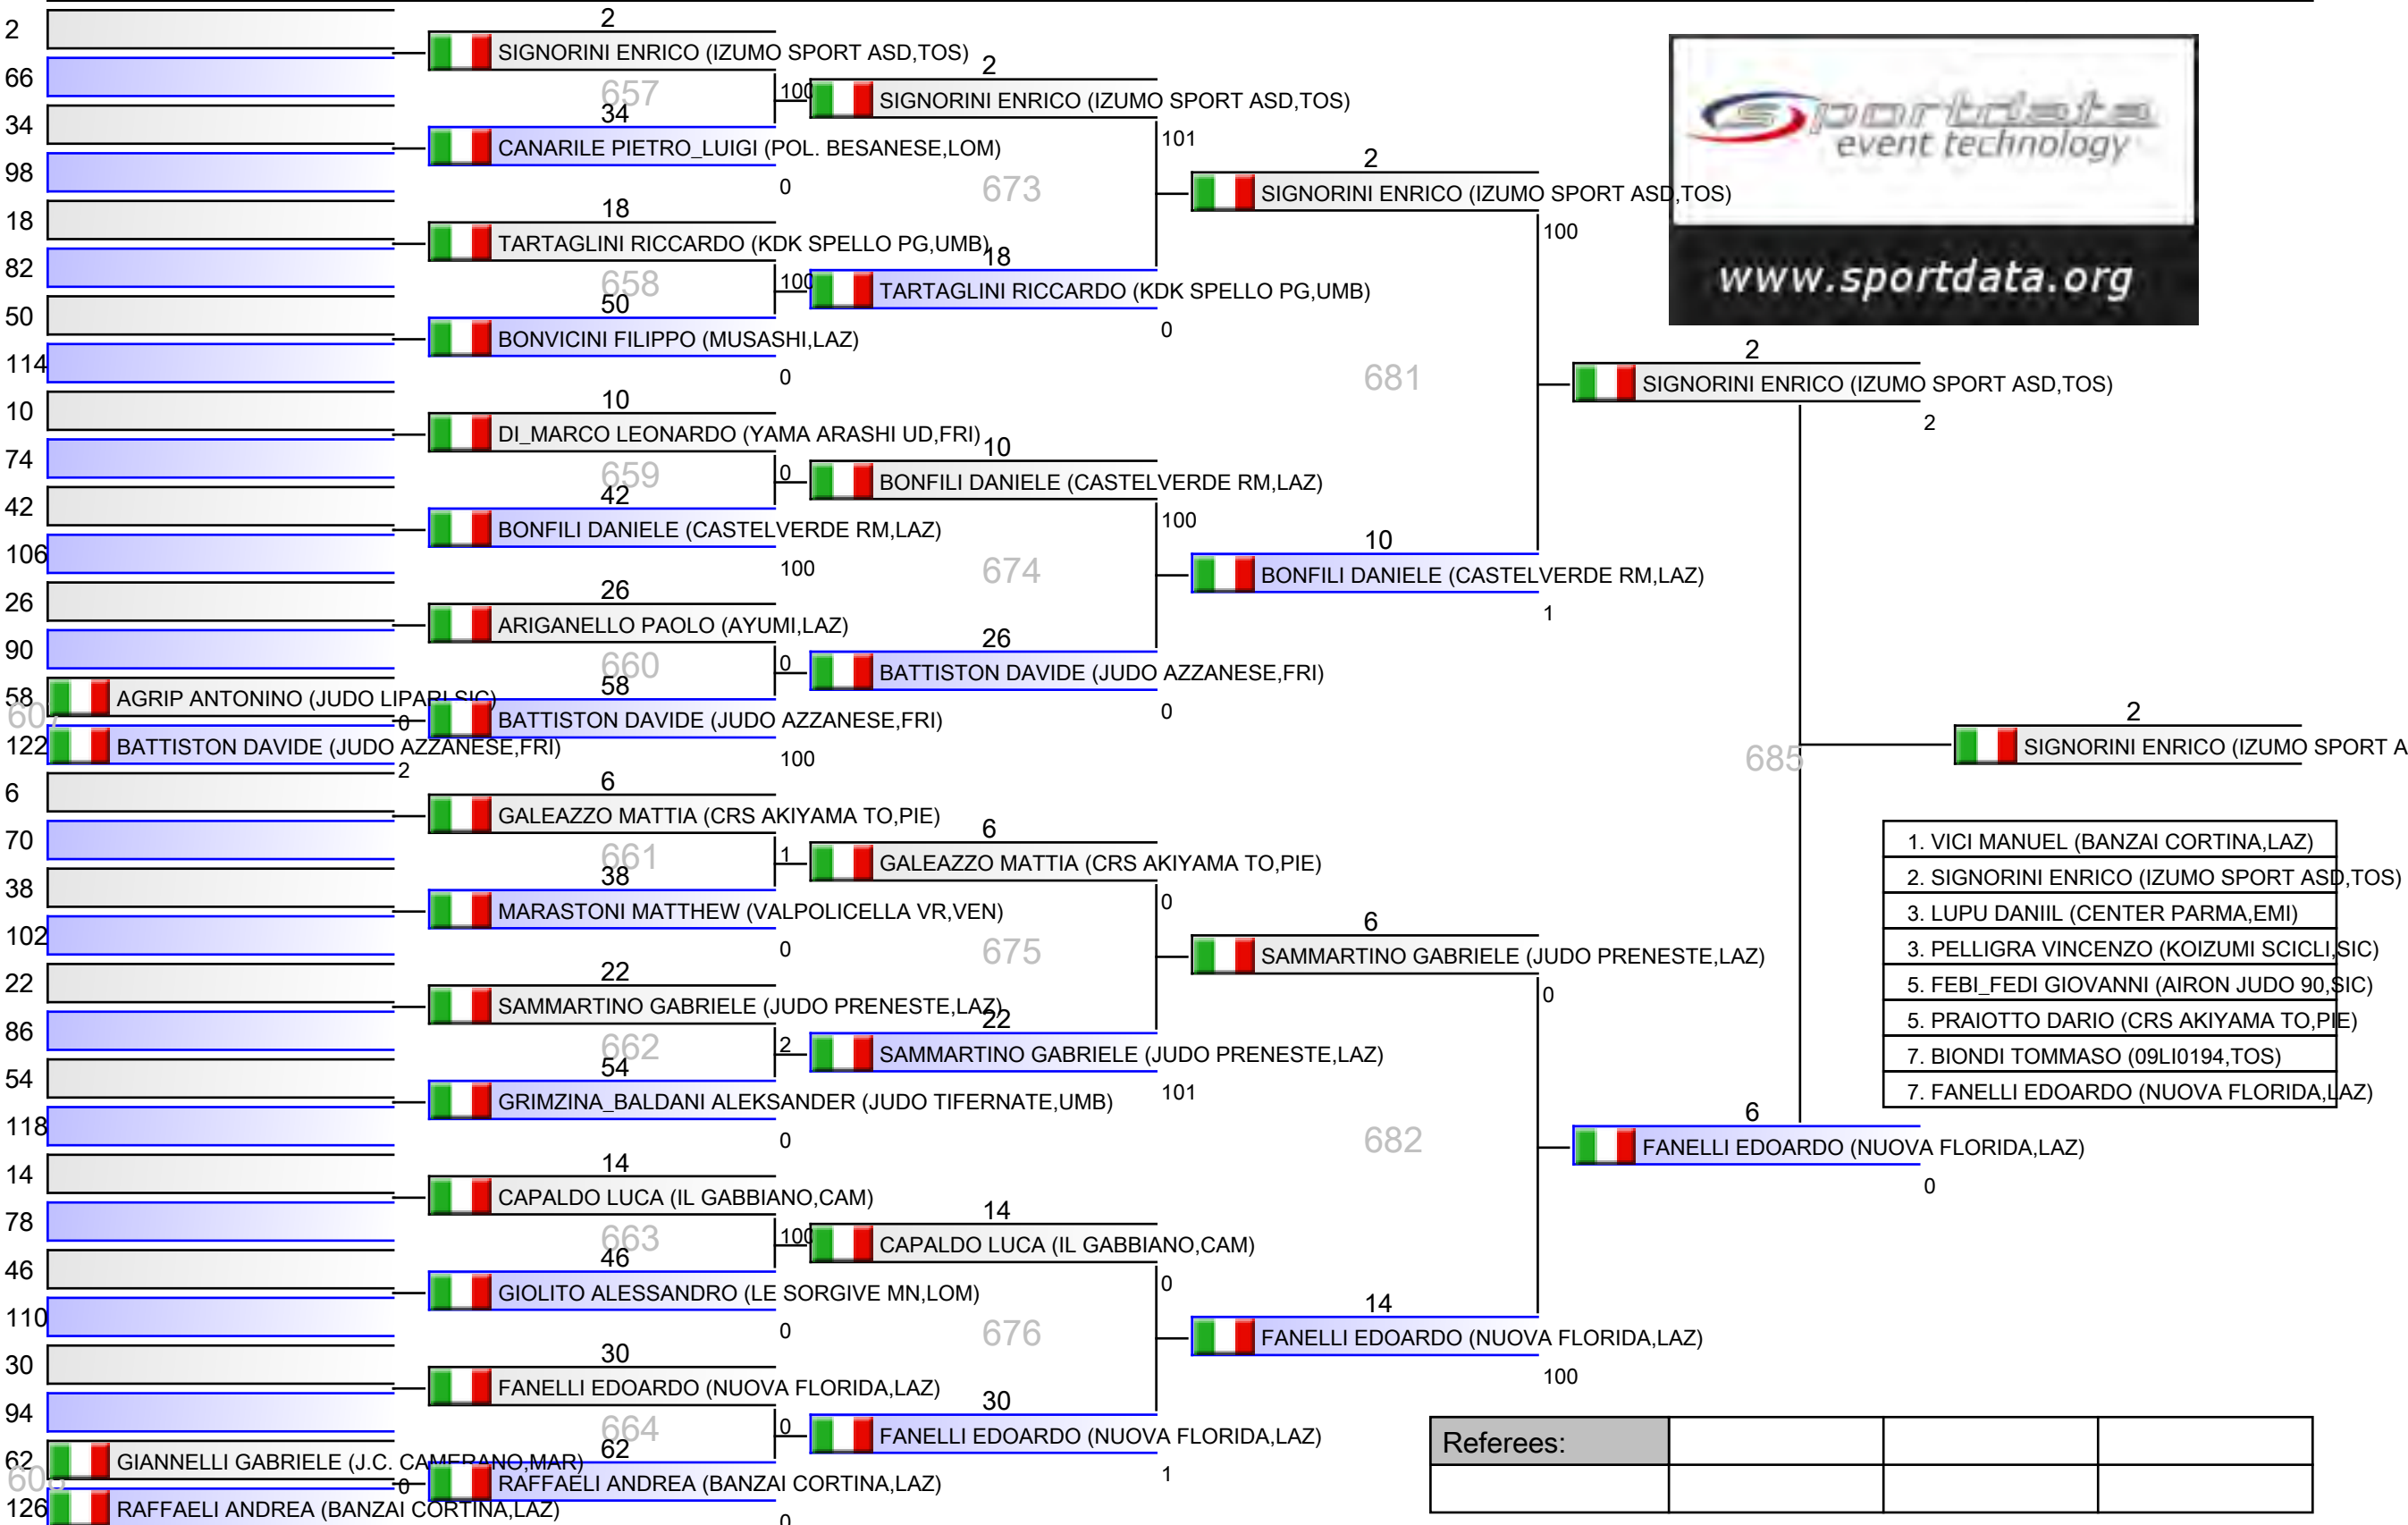 2
66
34
98
18
82
50
114
10
74
42
106
26
90
58
AGRIP ANTONINO (JUDO LIPARI,SIC)
0
122
BATTISTON DAVIDE (JUDO AZZANESE,FRI)
2
6
70
38
102
22
86
54
118
14
78
46
110
30
94
62
GIANNELLI GABRIELE (J.C. CAMERANO,MAR)
0
126
RAFFAELI ANDREA (BANZAI CORTINA,LAZ)
2
SIGNORINI ENRICO (IZUMO SPORT ASD,TOS)
657
100
34
CANARILE PIETRO_LUIGI (POL. BESANESE,LOM)
0
18
TARTAGLINI RICCARDO (KDK SPELLO PG,UMB)
658
100
50
BONVICINI FILIPPO (MUSASHI,LAZ)
0
10
DI_MARCO LEONARDO (YAMA ARASHI UD,FRI)
659
0
42
BONFILI DANIELE (CASTELVERDE RM,LAZ)
100
26
ARIGANELLO PAOLO (AYUMI,LAZ)
660
0
58
BATTISTON DAVIDE (JUDO AZZANESE,FRI)
100
6
GALEAZZO MATTIA (CRS AKIYAMA TO,PIE)
661
1
38
MARASTONI MATTHEW (VALPOLICELLA VR,VEN)
0
22
SAMMARTINO GABRIELE (JUDO PRENESTE,LAZ)
662
2
54
GRIMZINA_BALDANI ALEKSANDER (JUDO TIFERNATE,UMB)
0
14
CAPALDO LUCA (IL GABBIANO,CAM)
663
100
46
GIOLITO ALESSANDRO (LE SORGIVE MN,LOM)
0
30
FANELLI EDOARDO (NUOVA FLORIDA,LAZ)
664
0
62
RAFFAELI ANDREA (BANZAI CORTINA,LAZ)
0
2
SIGNORINI ENRICO (IZUMO SPORT ASD,TOS)
101
673
18
TARTAGLINI RICCARDO (KDK SPELLO PG,UMB)
0
10
BONFILI DANIELE (CASTELVERDE RM,LAZ)
100
674
26
BATTISTON DAVIDE (JUDO AZZANESE,FRI)
0
6
GALEAZZO MATTIA (CRS AKIYAMA TO,PIE)
0
675
22
SAMMARTINO GABRIELE (JUDO PRENESTE,LAZ)
101
14
CAPALDO LUCA (IL GABBIANO,CAM)
0
676
30
FANELLI EDOARDO (NUOVA FLORIDA,LAZ)
1
2
SIGNORINI ENRICO (IZUMO SPORT ASD,TOS)
100
681
10
BONFILI DANIELE (CASTELVERDE RM,LAZ)
1
6
SAMMARTINO GABRIELE (JUDO PRENESTE,LAZ)
0
682
14
FANELLI EDOARDO (NUOVA FLORIDA,LAZ)
100
sportdata
event technology
www.sportdata.org
2
SIGNORINI ENRICO (IZUMO SPORT ASD,TOS)
2
685
6
FANELLI EDOARDO (NUOVA FLORIDA,LAZ)
0
2
SIGNORINI ENRICO (IZUMO SPORT A
1. VICI MANUEL (BANZAI CORTINA,LAZ)
2. SIGNORINI ENRICO (IZUMO SPORT ASD,TOS)
3. LUPU DANIIL (CENTER PARMA,EMI)
3. PELLIGRA VINCENZO (KOIZUMI SCICLI,SIC)
5. FEBI_FEDI GIOVANNI (AIRON JUDO 90,SIC)
5. PRAIOTTO DARIO (CRS AKIYAMA TO,PIE)
7. BIONDI TOMMASO (09LI0194,TOS)
7. FANELLI EDOARDO (NUOVA FLORIDA,LAZ)
Referees: